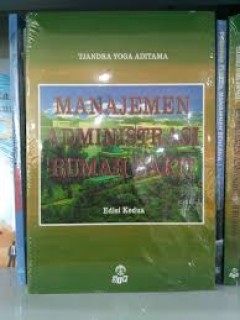 TJANDRA YOGA ADITAMA
MANAJEMEN
ADMINISTRASI
RUMAH SAKIT
Edisi Kedua